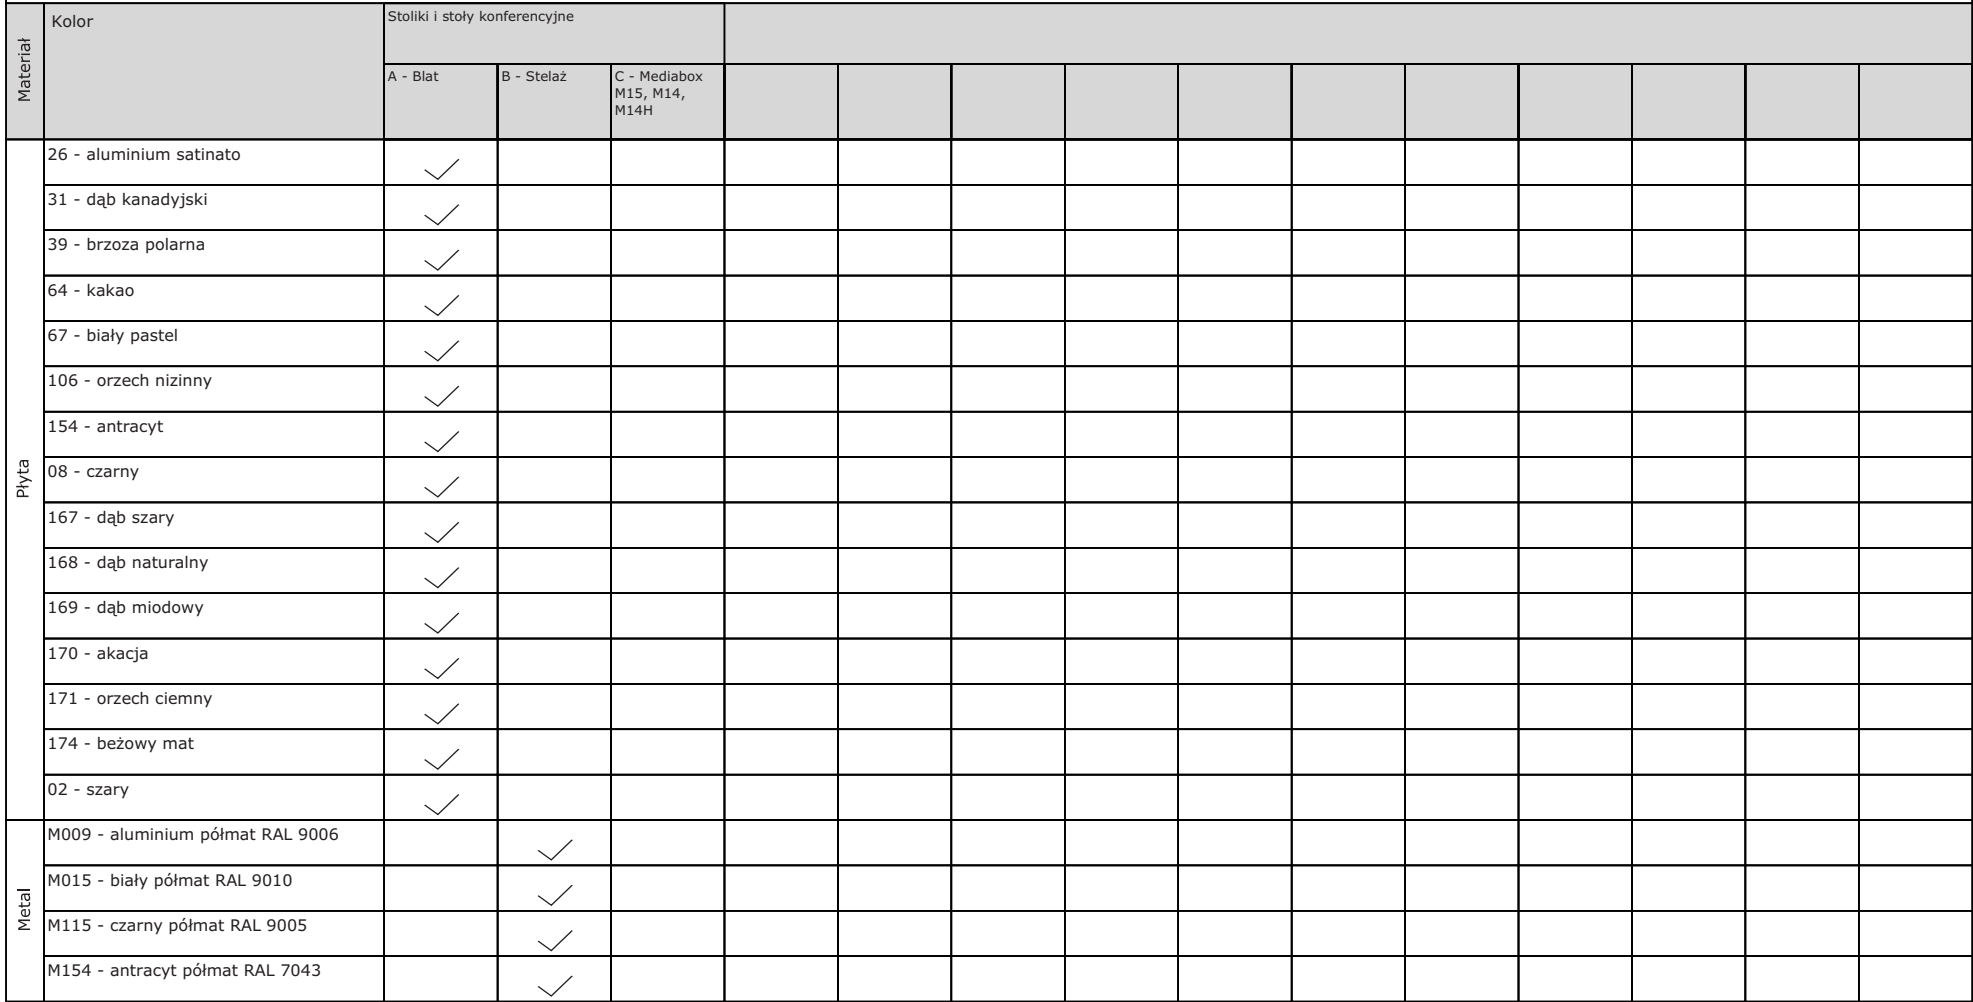 Materiał
Kolor
Stoliki i stoły konferencyjne
A - Blat
B - Stelaż
C - Mediabox
M15, M14,
M14H
Płyta
26 - aluminium satinato
31 - dąb kanadyjski
39 - brzoza polarna
64 - kakao
67 - biały pastel
106 - orzech nizinny
154 - antracyt
08 - czarny
167 - dąb szary
168 - dąb naturalny
169 - dąb miodowy
170 - akacja
171 - orzech ciemny
174 - beżowy mat
02 - szary
Metal
M009 - aluminium półmat RAL 9006
M015 - biały półmat RAL 9010
M115 - czarny półmat RAL 9005
M154 - antracyt półmat RAL 7043